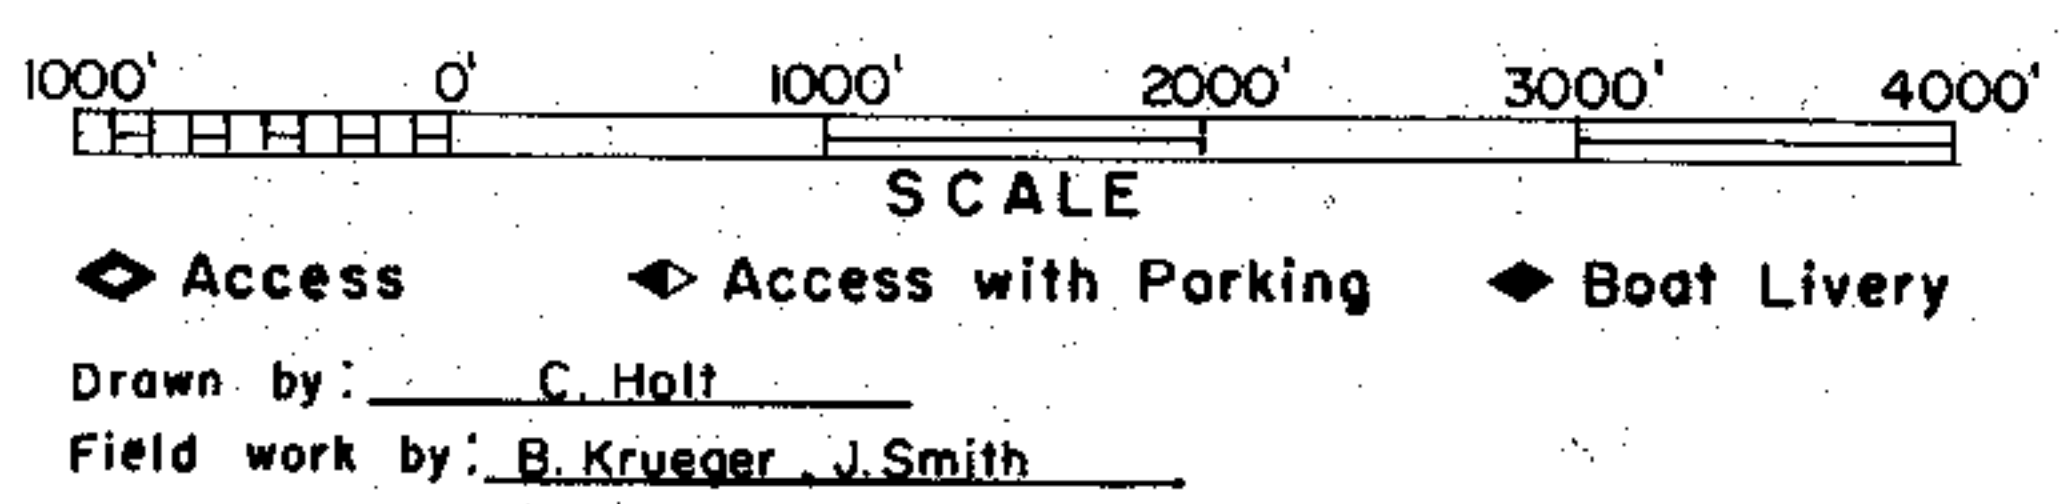 1000' 0' 1000' 2000' 3000' 4000'
SCALE
Access Access with Parking Boat Livery
Drawn by: C. Holt
Field work by: B. Krueger, J. Smith